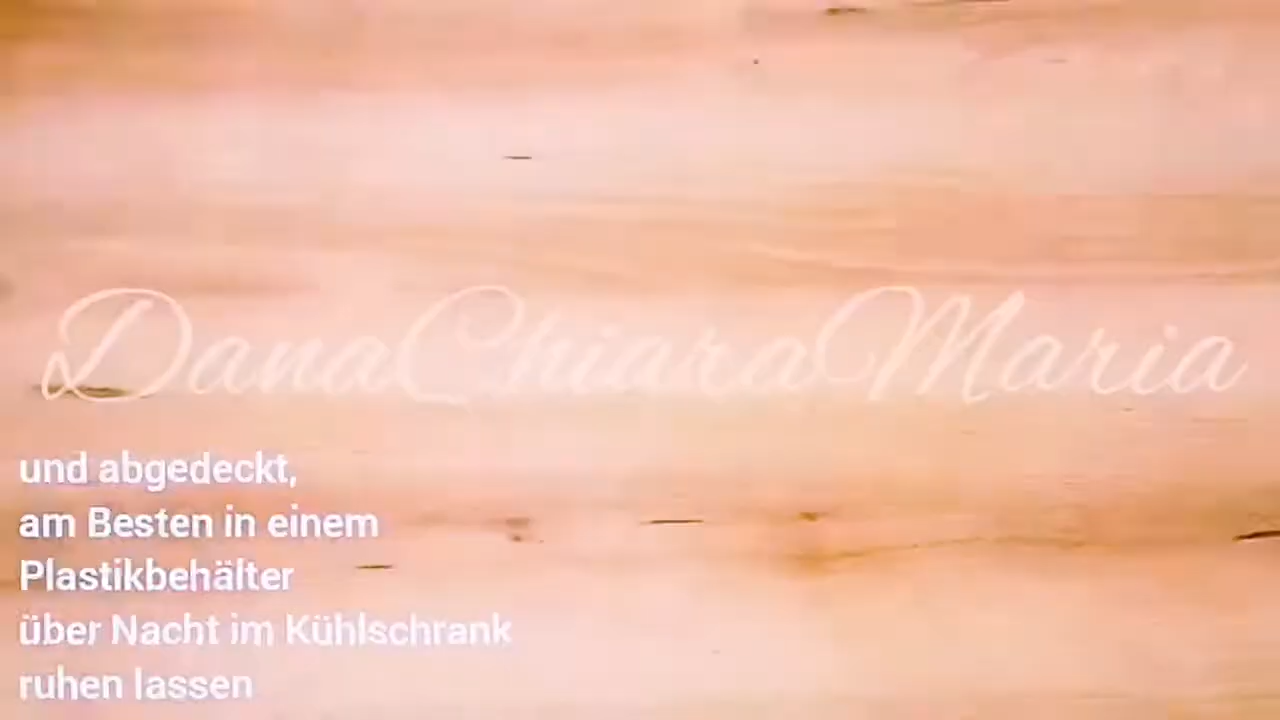 DanaChiaraMaria
und abgedeckt,
am Besten in einem
Plastikbehälter
über Nacht im Kühlschrank
ruhen lassen